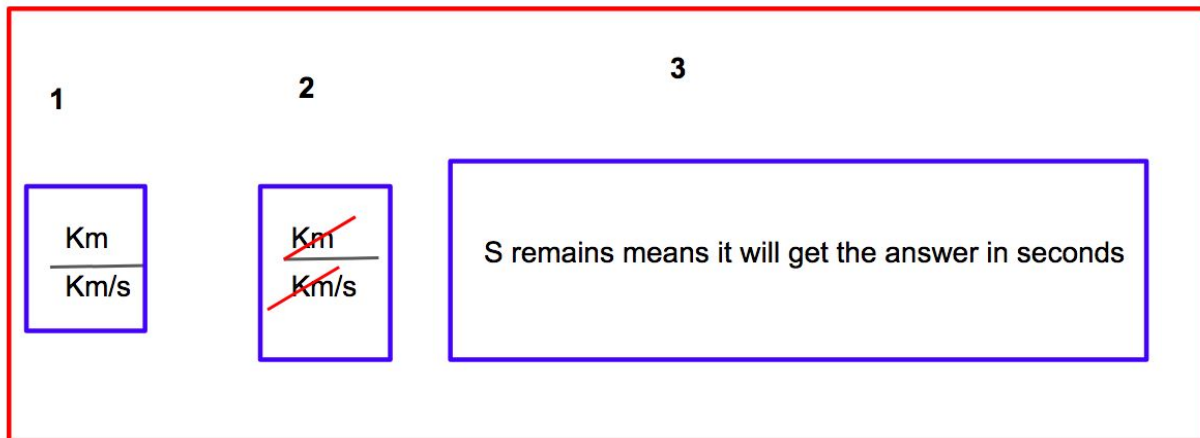 1
2
3
Km
Km/s
Km
Km/s
S remains means it will get the answer in seconds